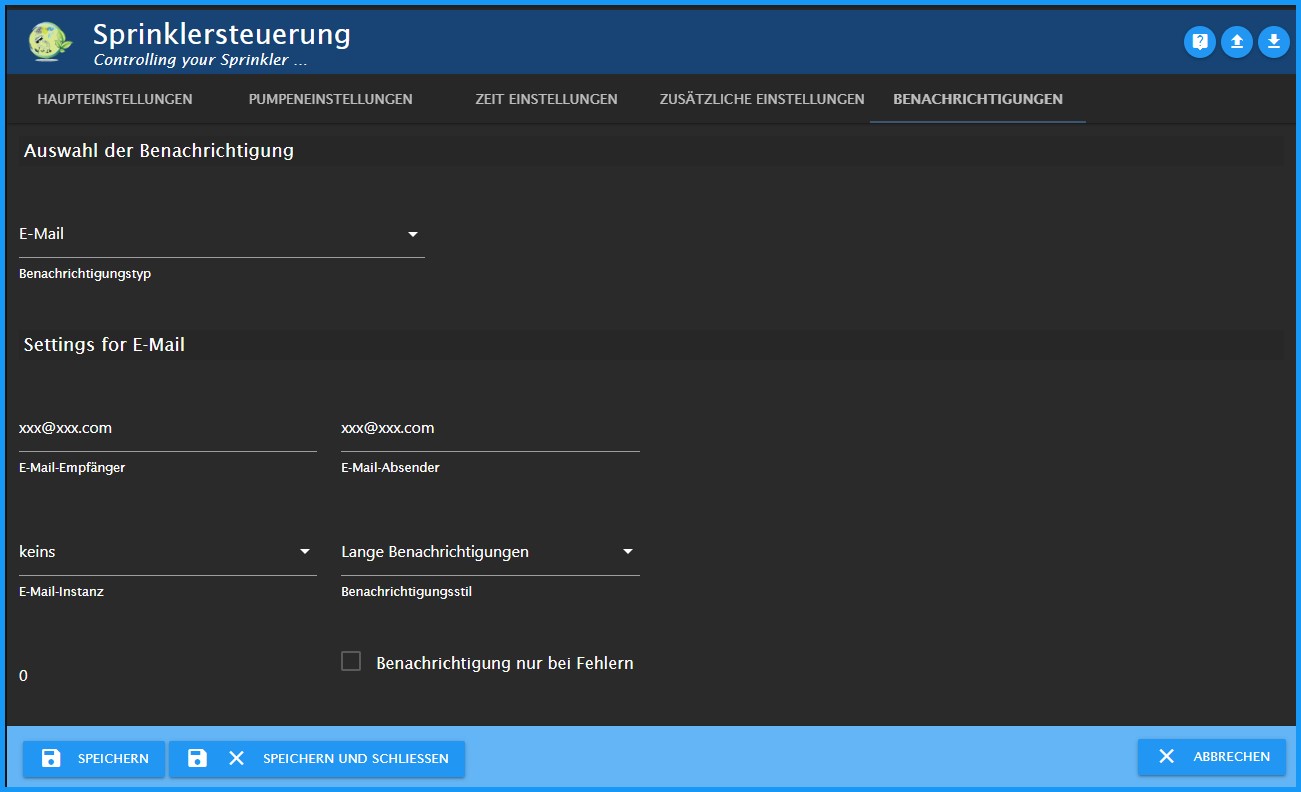 Sprinklersteuerung
Controlling your Sprinkler ...
HAUPTEINSTELLUNGEN PUMPENEINSTELLUNGEN ZEIT EINSTELLUNGEN ZUSÄTZLICHE EINSTELLUNGEN BENACHRICHTIGUNGEN
Auswahl der Benachrichtigung
E-Mail
Benachrichtigungstyp
Settings for E-Mail
xxx@xxx.com xxx@xxx.com
E-Mail-Empfänger E-Mail-Absender
keins Lange Benachrichtigungen
E-Mail-Instanz Benachrichtigungsstil
Benachrichtigung nur bei Fehlern
0
SPEICHERN SPEICHERN UND SCHLIESSEN ABBRECHEN